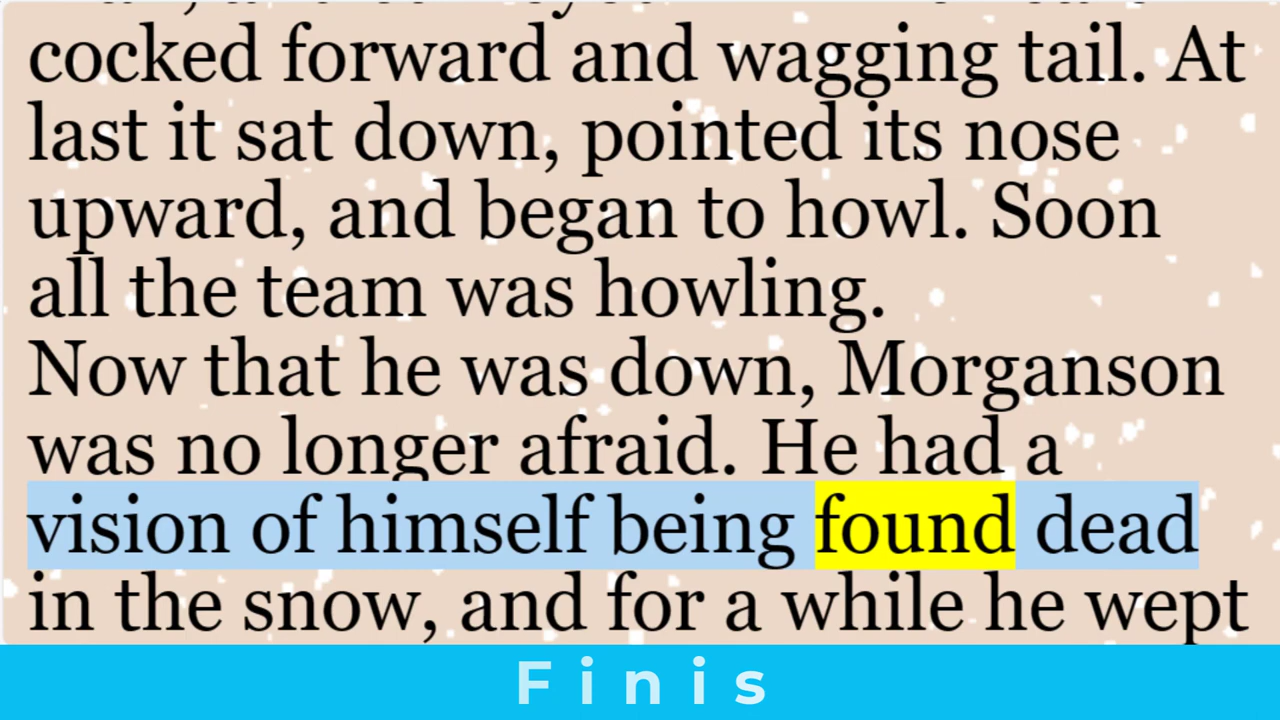 cocked forward and wagging tail. At
last it sat down, pointed its nose
upward, and began to howl. Soon
all the team was howling.
Now that he was down, Morganson
was no longer afraid. He had a
vision of himself being found dead
in the snow, and for a while he wept
Finis